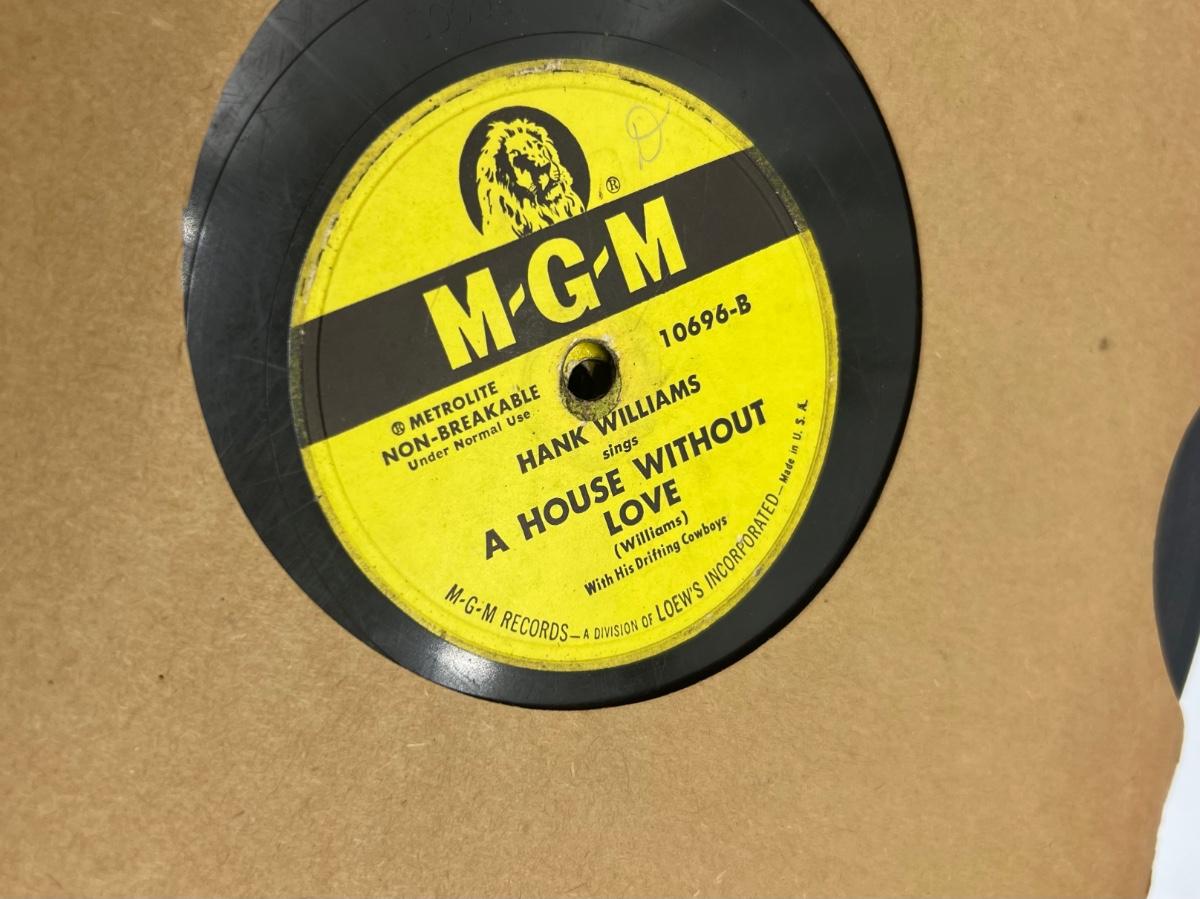 D
®
M-G-M
10696-B
® METROLITE
NON-BREAKABLE
Under Normal Use
HANK WILLIAMS
sings
A HOUSE WITHOUT
LOVE
(Williams)
With His Drifting Cowboys
M-G-M RECORDS—A DIVISION OF LOEW'S INCORPORATED—Made in U. S. A.